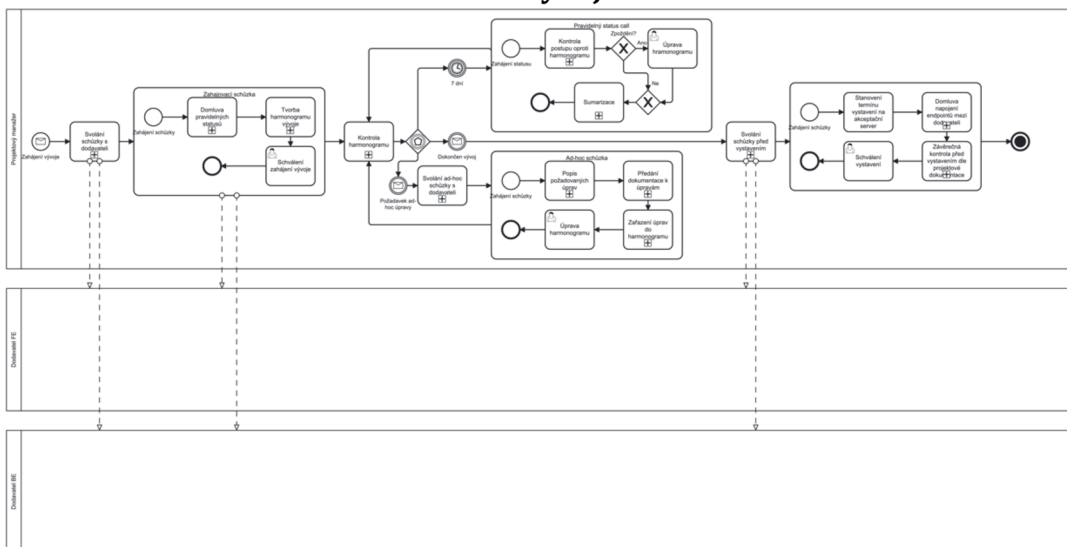 Projektový manažer
Zahájení vývoje
Svolání
schůzky s
dodavateli
Zahajovací schůzka
Zahájení schůzky
Domluva
pravidelných
statusů
Tvorba
harmonogramu
vývoje
Schválení
zahájení vývoje
Kontrola
harmonogramu
7 dní
Dokončen vývoj
Požadavek ad-
hoc úpravy
Svolání ad-hoc
schůzky s
dodavateli
Pravidelný status call
Zahájení statusu
Kontrola
postupu oproti
harmonogramu
Zpoždění?
Ano
Úprava
hramonogramu
Ne
Sumarizace
Ad-hoc schůzka
Zahájení schůzky
Popis
požadovaných
úprav
Předání
dokumentace k
úpravám
Zařazení úprav
do
harmonogramu
Úprava
harmonogramu
Svolání
schůzky před
vystavením
Zahájení schůzky
Stanovení
termínu
vystavení na
akceptační
server
Domluva
napojení
endpointů mezi
dodavateli
Závěrečná
kontrola před
vystavením dle
projektové
dokumentace
Schválení
vystavení
Dodavatel FE
Dodavatel BE